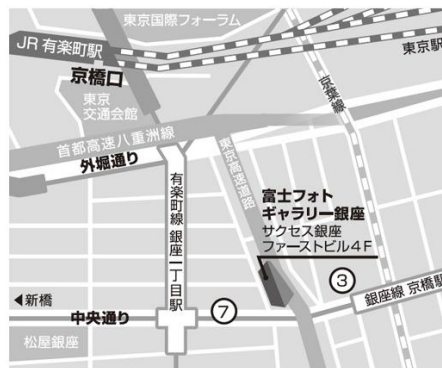 東京国際フォーラム
JR 有楽町駅
東京駅
京橋口
京葉線
東京
交通会館
首都高速八重洲線
外堀通り
東京高速道路
有楽町線 銀座一丁目駅
富士フォト
ギャラリー銀座
サクセス銀座
ファーストビル4F
③
銀座線 京橋駅
◀新橋
中央通り
⑦
松屋銀座